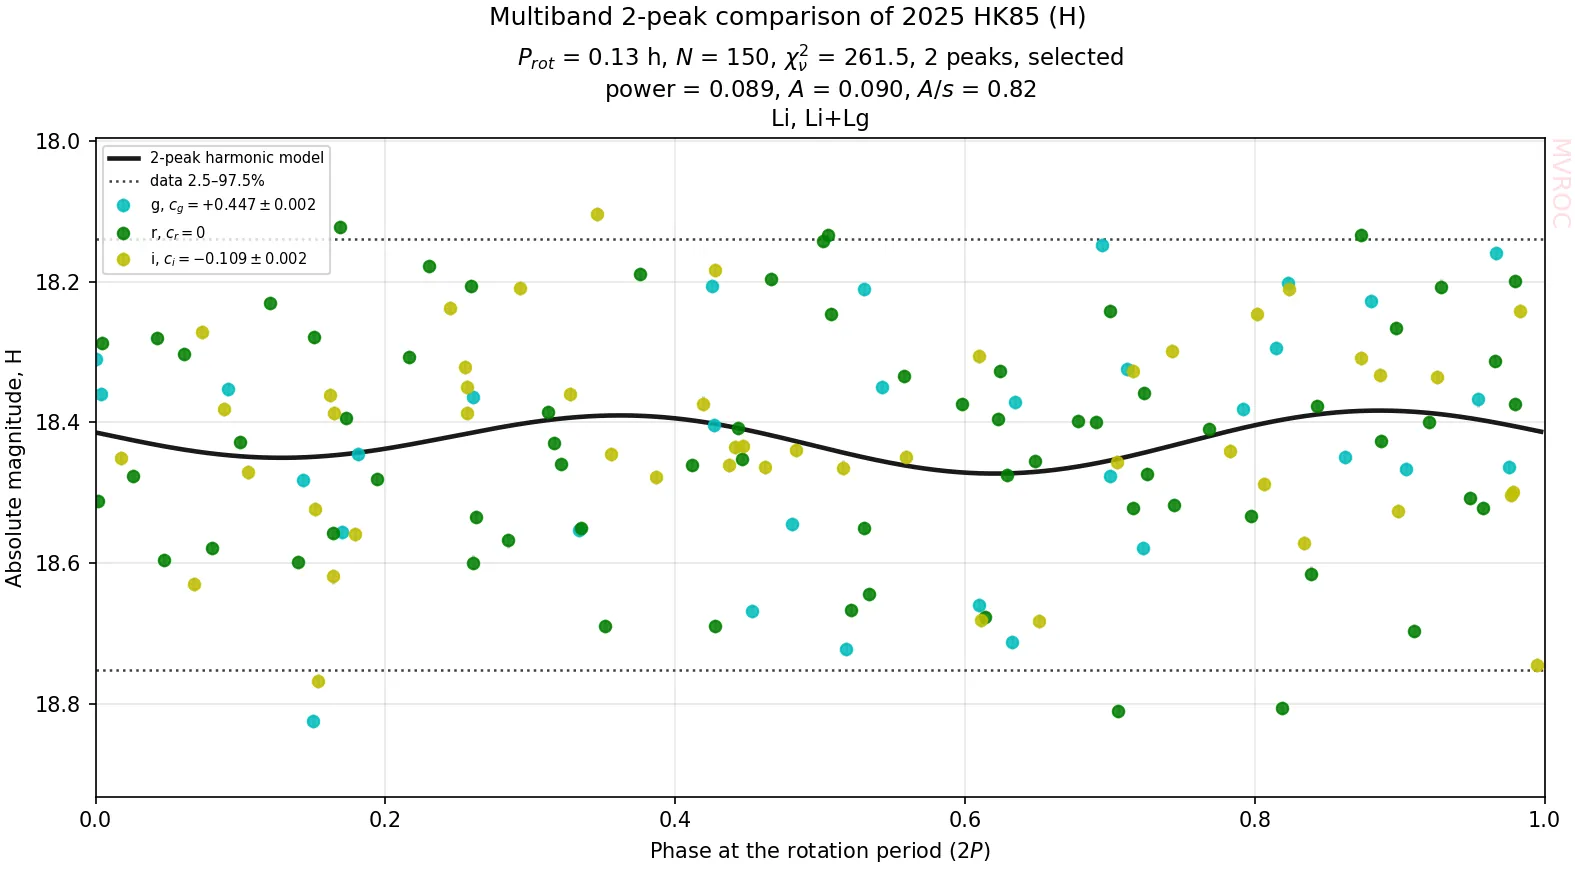 Multiband 2-peak comparison of 2025 HK85 (H)
P_rot = 0.13 h, N = 150, χ²_ν = 261.5, 2 peaks, selected
power = 0.089, A = 0.090, A/s = 0.82
Li, Li+Lg
2-peak harmonic model
data 2.5–97.5%
g, c_g = +0.447 ± 0.002
r, c_r = 0
i, c_i = −0.109 ± 0.002
MVROC
Absolute magnitude, H
18.0
18.2
18.4
18.6
18.8
0.0 0.2 0.4 0.6 0.8 1.0
Phase at the rotation period (2P)